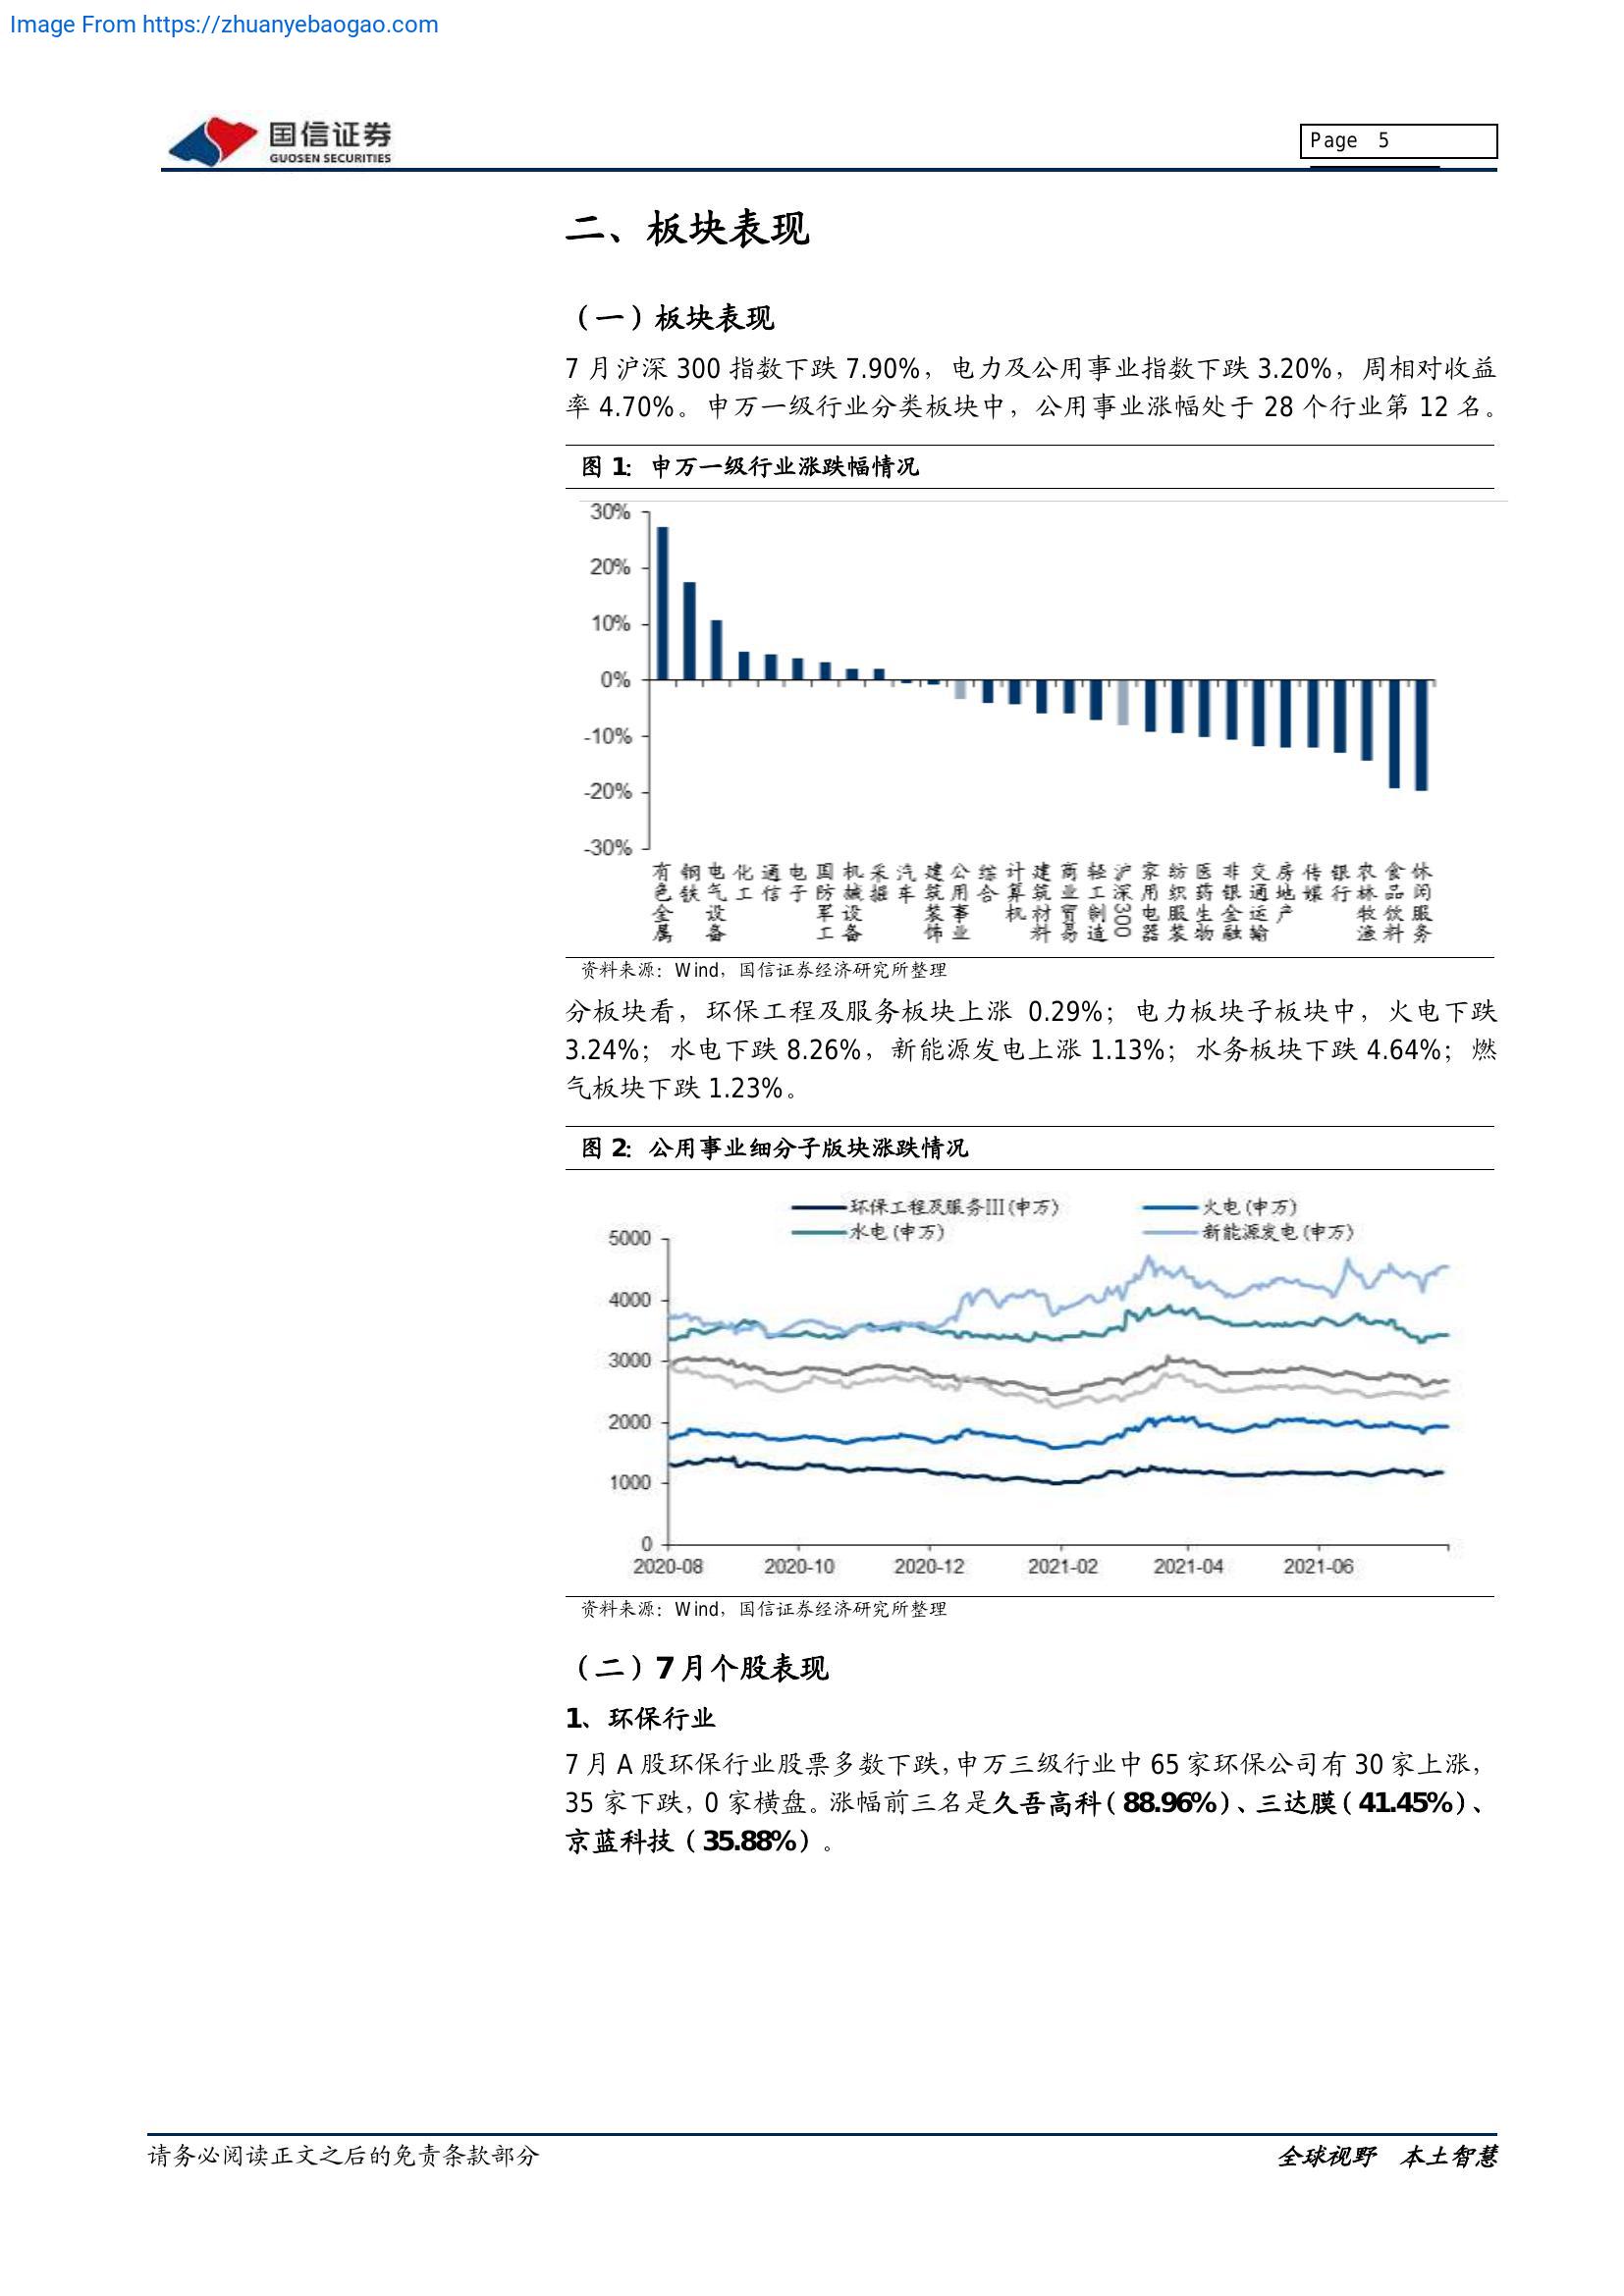 Image From https://zhuanyebaogao.com
国信证券
GUOSEN SECURITIES
Page 5
二、板块表现
（一）板块表现
7 月沪深 300 指数下跌 7.90%，电力及公用事业指数下跌 3.20%，周相对收益
率 4.70%。申万一级行业分类板块中，公用事业涨幅处于 28 个行业第 12 名。
图 1：申万一级行业涨跌幅情况
30%
20%
10%
0%
-10%
-20%
-30%
有色金属
钢铁
电气设备
化工
通信
电子
国防军工
机械设备
采掘
汽车
建筑装饰
公用事业
综合
计算机
建筑材料
商业贸易
轻工制造
沪深300
家用电器
纺织服装
医药生物
非银金融
交通运输
房地产
传媒
银行
农林牧渔
食品饮料
休闲服务
资料来源：Wind，国信证券经济研究所整理
分板块看，环保工程及服务板块上涨 0.29%；电力板块子板块中，火电下跌
3.24%；水电下跌 8.26%，新能源发电上涨 1.13%；水务板块下跌 4.64%；燃
气板块下跌 1.23%。
图 2：公用事业细分子版块涨跌情况
环保工程及服务III(申万)
火电(申万)
水电(申万)
新能源发电(申万)
5000
4000
3000
2000
1000
0
2020-08
2020-10
2020-12
2021-02
2021-04
2021-06
资料来源：Wind，国信证券经济研究所整理
（二）7 月个股表现
1、环保行业
7 月 A 股环保行业股票多数下跌，申万三级行业中 65 家环保公司有 30 家上涨，
35 家下跌，0 家横盘。涨幅前三名是久吾高科（88.96%）、三达膜（41.45%）、
京蓝科技（35.88%）。
请务必阅读正文之后的免责条款部分
全球视野 本土智慧